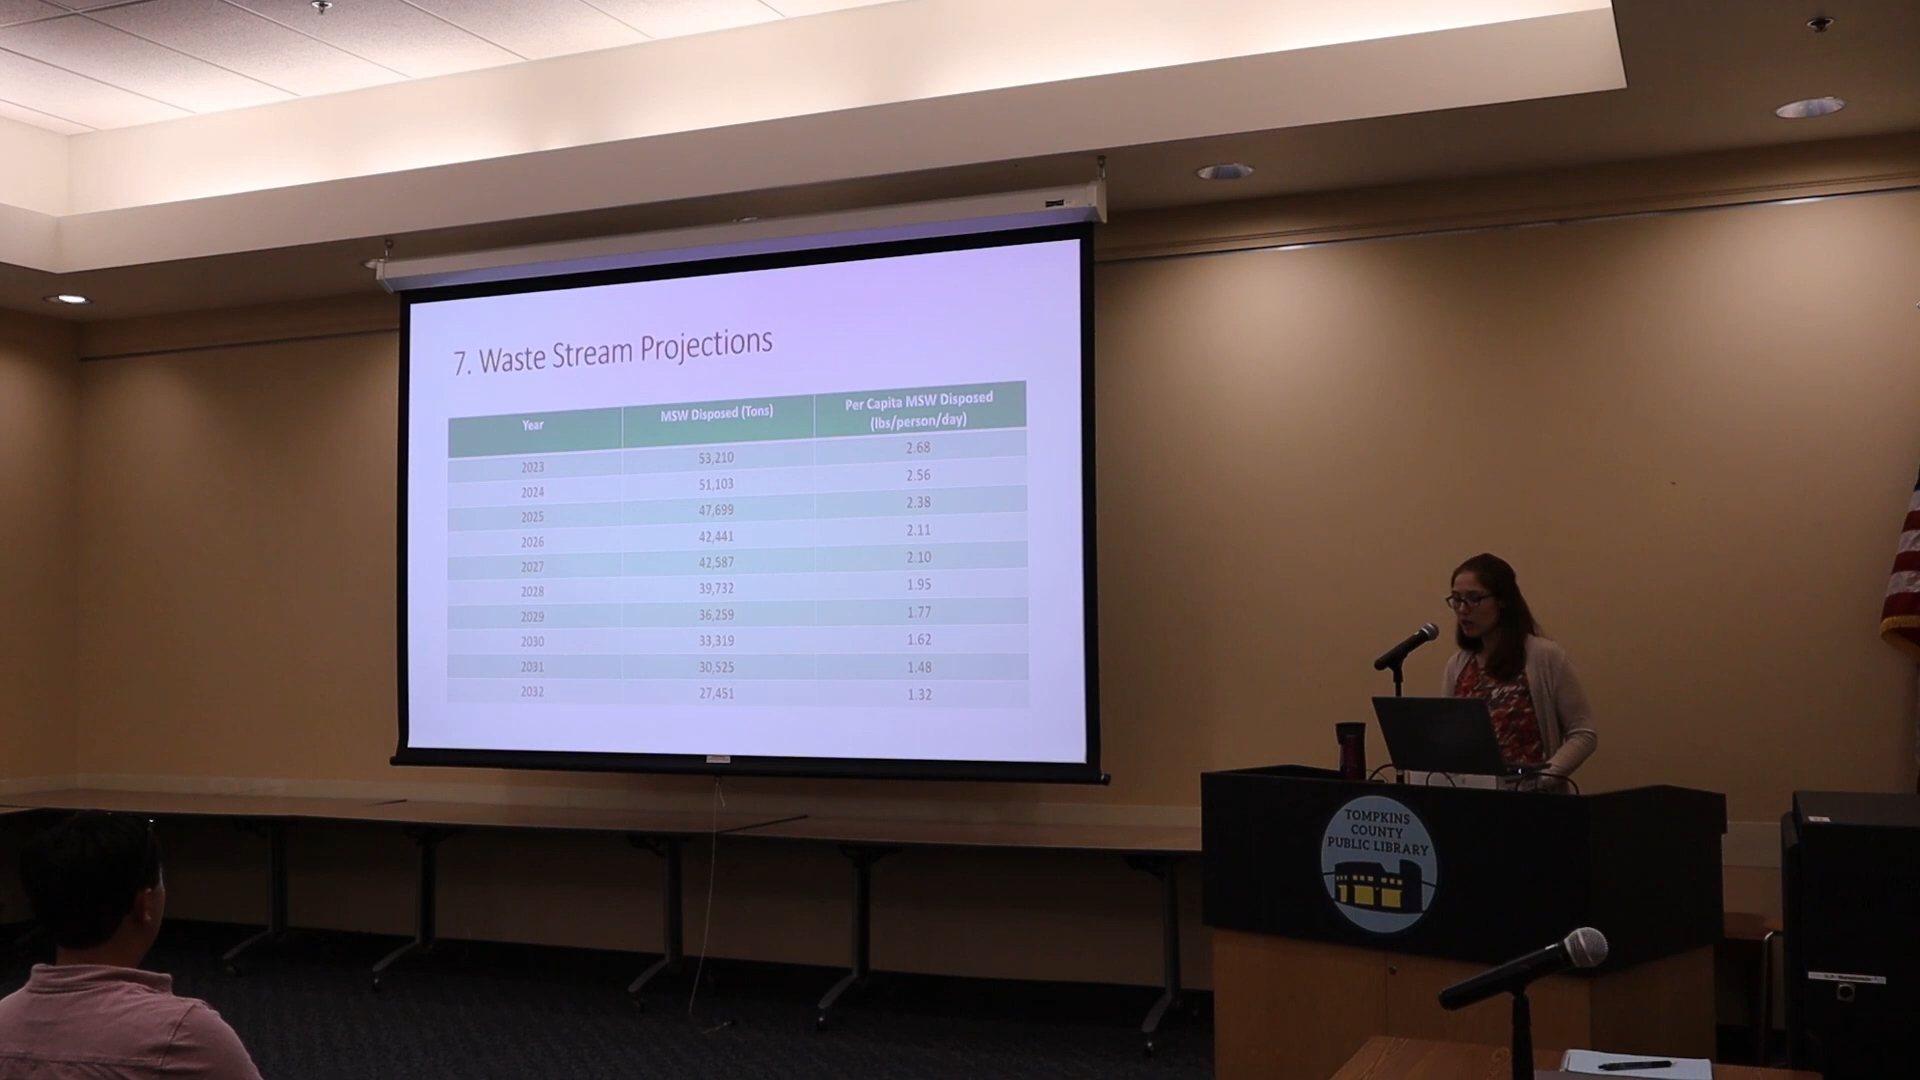 7. Waste Stream Projections
Year MSW Disposed (Tons) Per Capita MSW Disposed
(lbs/person/day)
2023 53,210 2.68
2024 51,103 2.56
2025 47,699 2.38
2026 42,441 2.11
2027 42,587 2.10
2028 39,732 1.95
2029 36,259 1.77
2030 33,319 1.62
2031 30,525 1.48
2032 27,451 1.32
TOMPKINS
COUNTY
PUBLIC LIBRARY